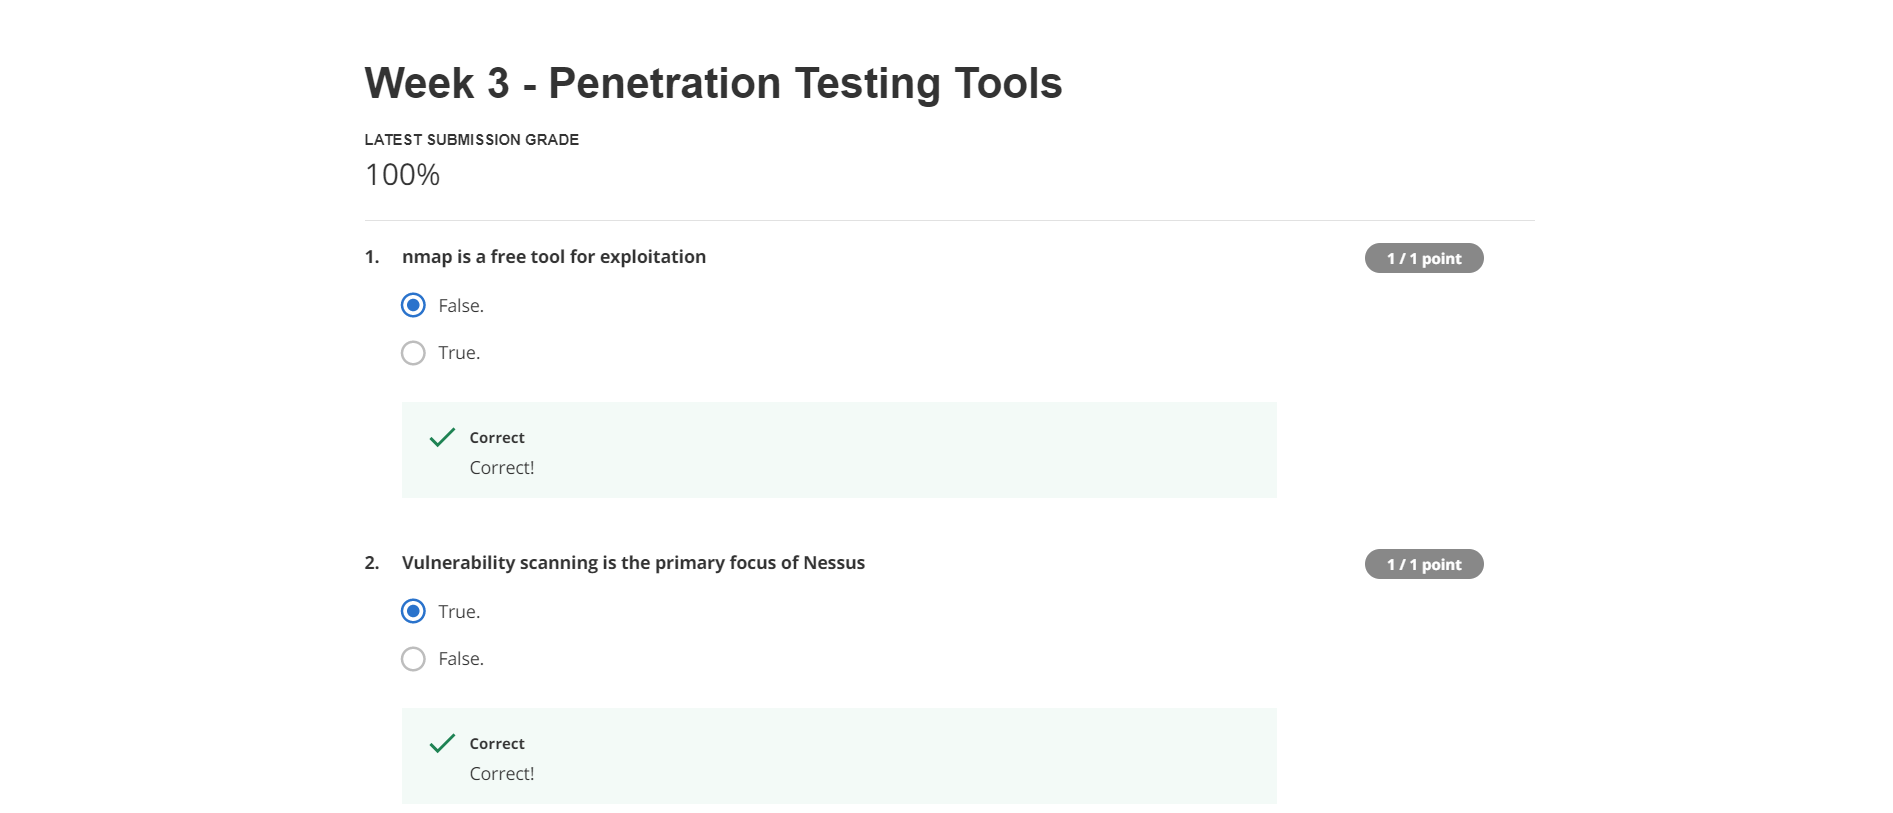 Week 3 - Penetration Testing Tools
LATEST SUBMISSION GRADE
100%
1. nmap is a free tool for exploitation
1 / 1 point
False.
True.
Correct
Correct!
2. Vulnerability scanning is the primary focus of Nessus
1 / 1 point
True.
False.
Correct
Correct!